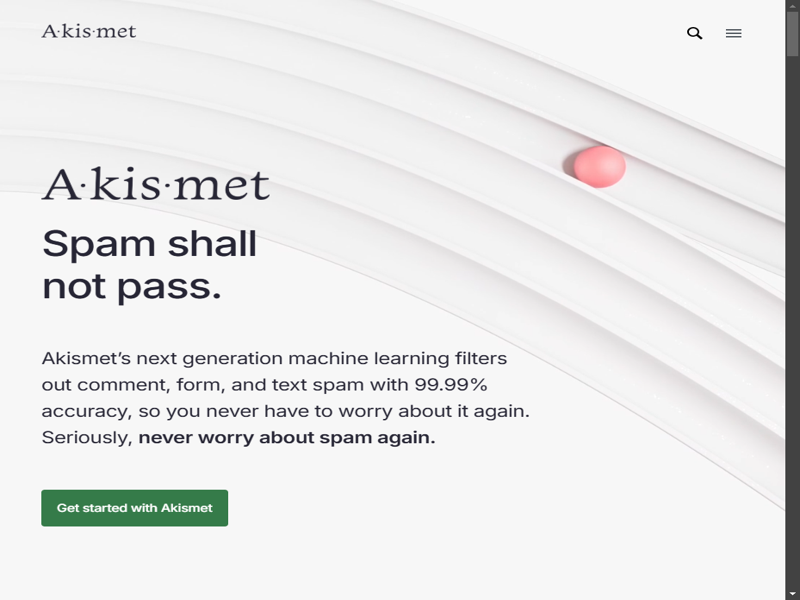 A·kis·met
A·kis·met
Spam shall
not pass.
Akismet’s next generation machine learning filters
out comment, form, and text spam with 99.99%
accuracy, so you never have to worry about it again.
Seriously, never worry about spam again.
Get started with Akismet